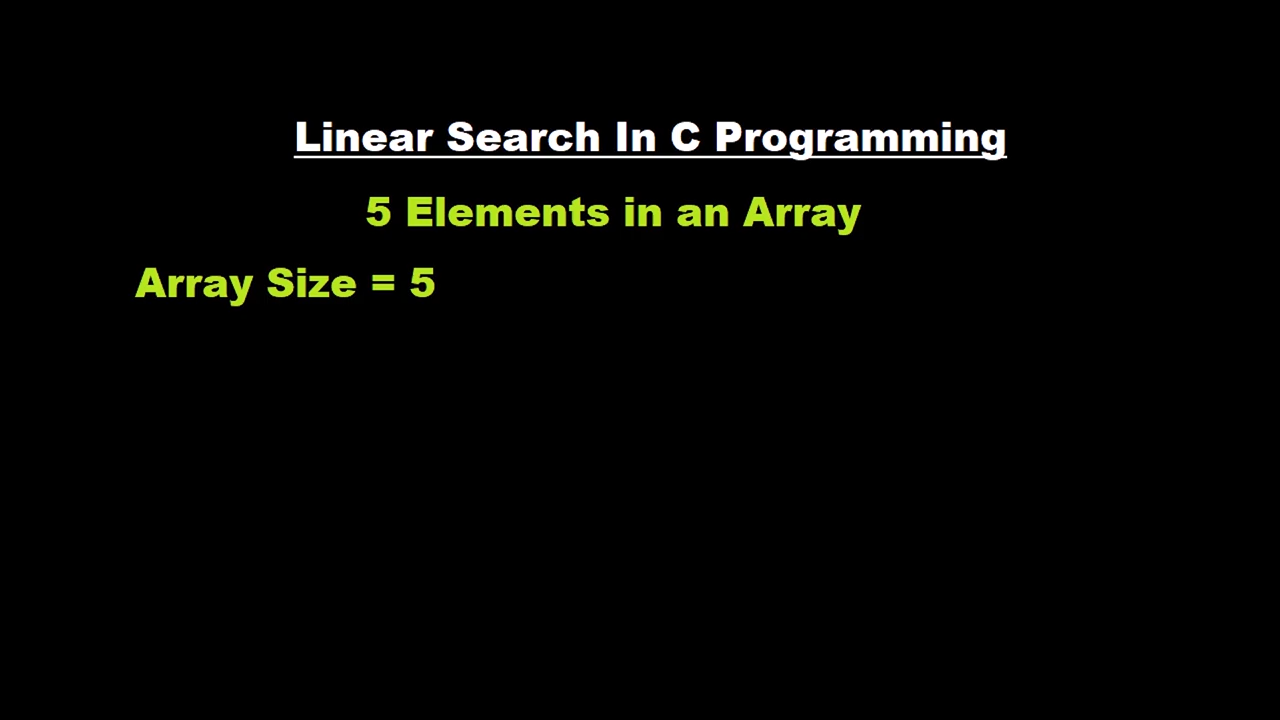 Linear Search In C Programming
5 Elements in an Array
Array Size = 5